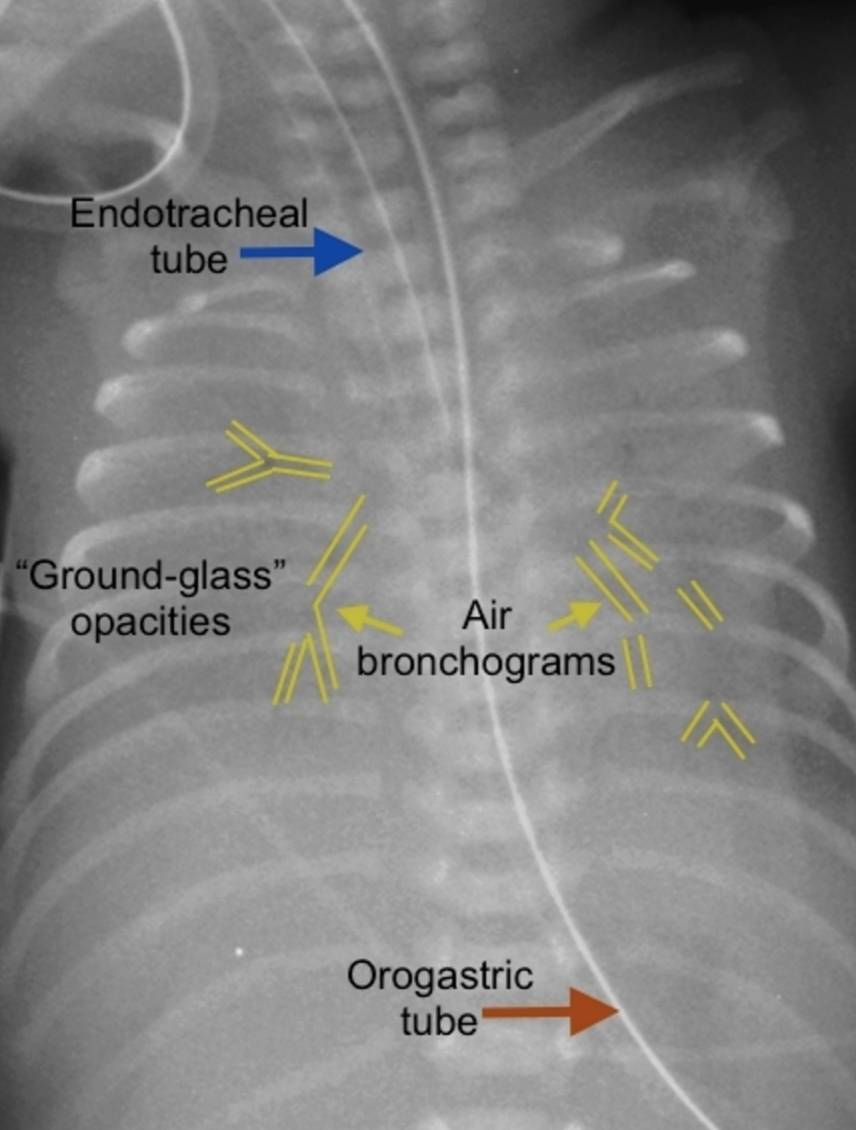 Endotracheal
tube
“Ground-glass”
opacities
Air
bronchograms
Orogastric
tube